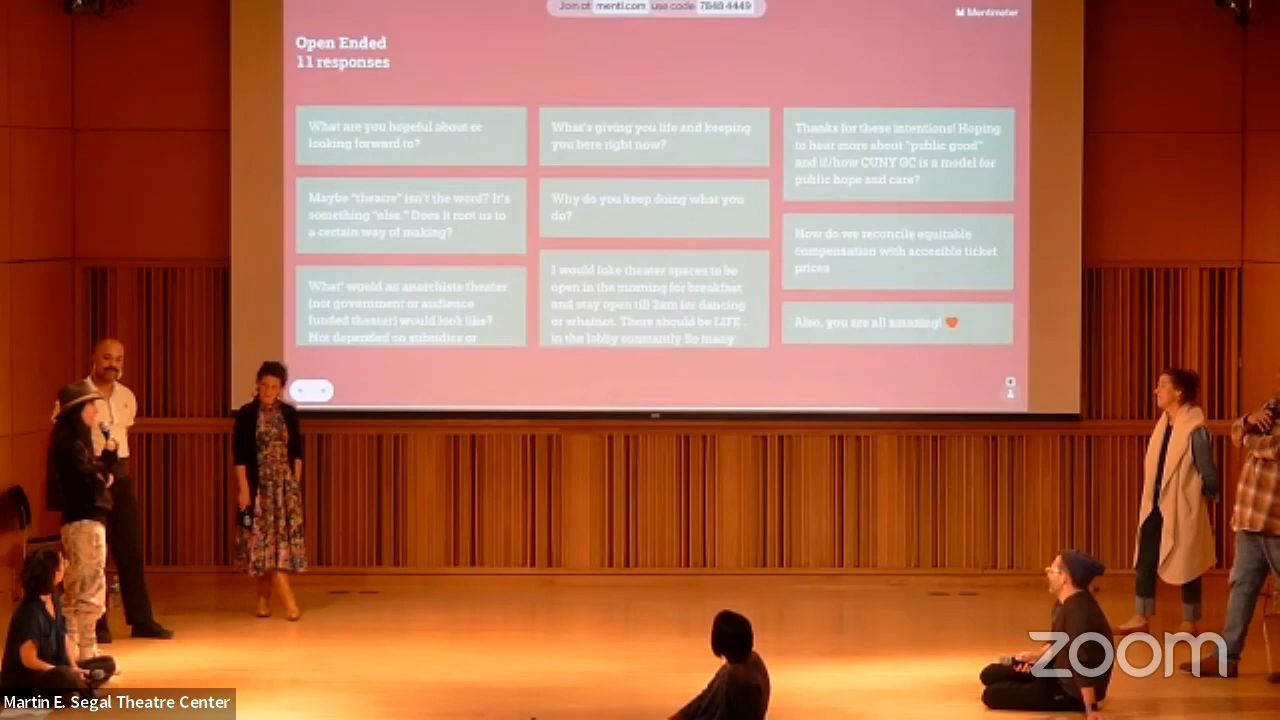 Join at menti.com use code 7848 4449
Mentimeter
Open Ended
11 responses
What are you hopeful about or
looking forward to?
Maybe "theatre" isn't the word? It's
something "else." Does it root us to
a certain way of making?
What' would an anarchiste theater
(not government or audience
funded theater) would look like?
Not depended on subsidies or
What's giving you life and keeping
you here right now?
Why do you keep doing what you
do?
I would loke theater spaces to be
open in the morning for breakfast
and stay open till 2am for dancing
or whatnot. There should be LIFE .
in the lobby constantly So many
Thanks for these intentions! Hoping
to hear more about "public good"
and if/how CUNY GC is a model for
public hope and care?
How do we reconcile equitable
compensation with accesible ticket
prices
Also, you are all amazing! 🧡
zoom
Martin E. Segal Theatre Center